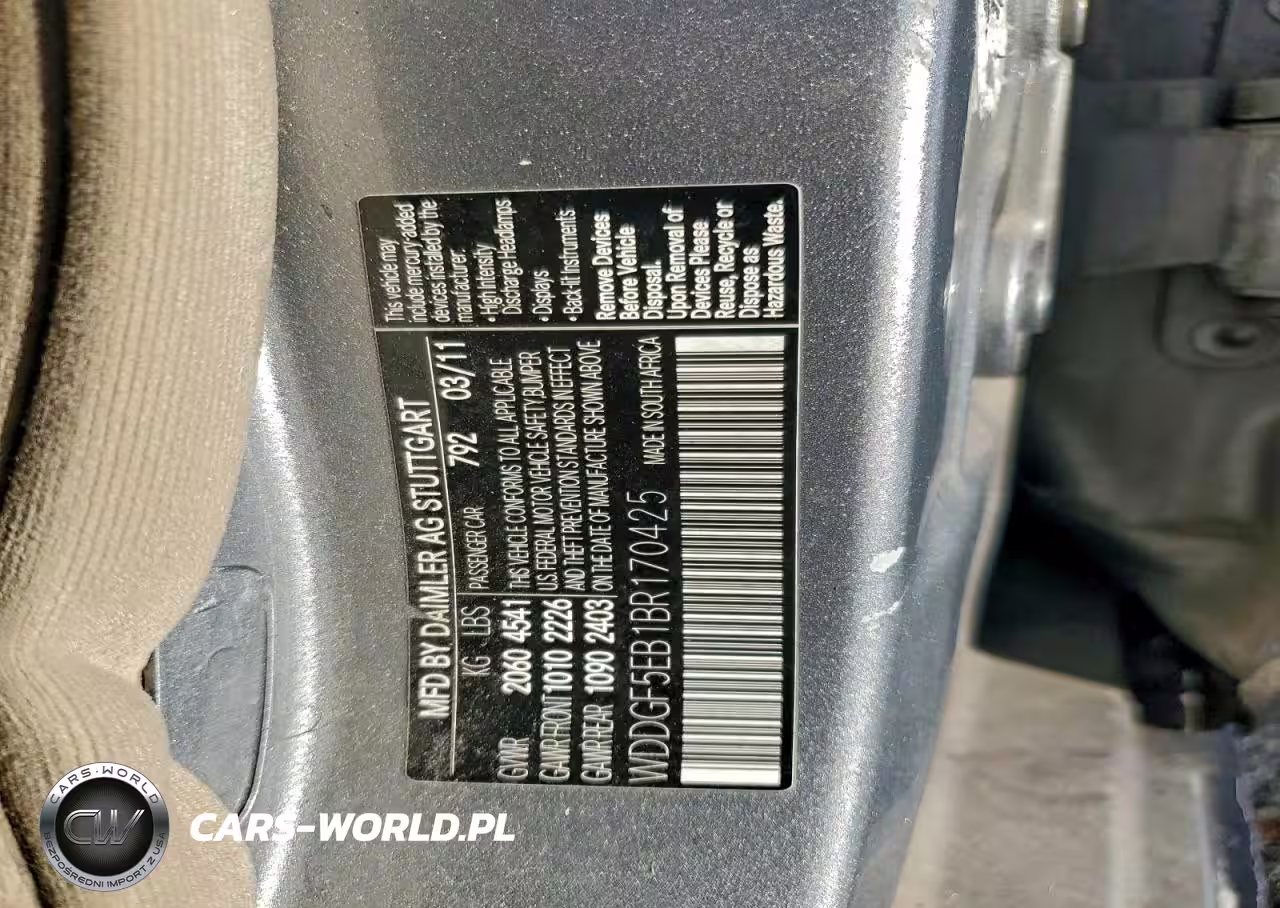 MFD BY DAIMLER AG STUTTGART
KG LBS PASSENGER CAR 792 03/11
GVWR 2060 4541
GAWR FRONT 1010 2226
GAWR REAR 1090 2403
THIS VEHICLE CONFORMS TO ALL APPLICABLE
U.S. FEDERAL MOTOR VEHICLE SAFETY, BUMPER
AND THEFT PREVENTION STANDARDS IN EFFECT
ON THE DATE OF MANUFACTURE SHOWN ABOVE
WDDGF5EB1BR170425 MADE IN SOUTH AFRICA
This vehicle may
include mercury added
devices installed by the
manufacturer:
• High Intensity
Discharge Headlamps
• Displays
• Back-lit Instruments
Remove Devices
Before Vehicle
Disposal.
Upon Removal of
Devices Please
Reuse, Recycle or
Dispose as
Hazardous Waste.
CARS-WORLD
CW
BEZPOŚREDNI IMPORT Z USA
CARS-WORLD.PL